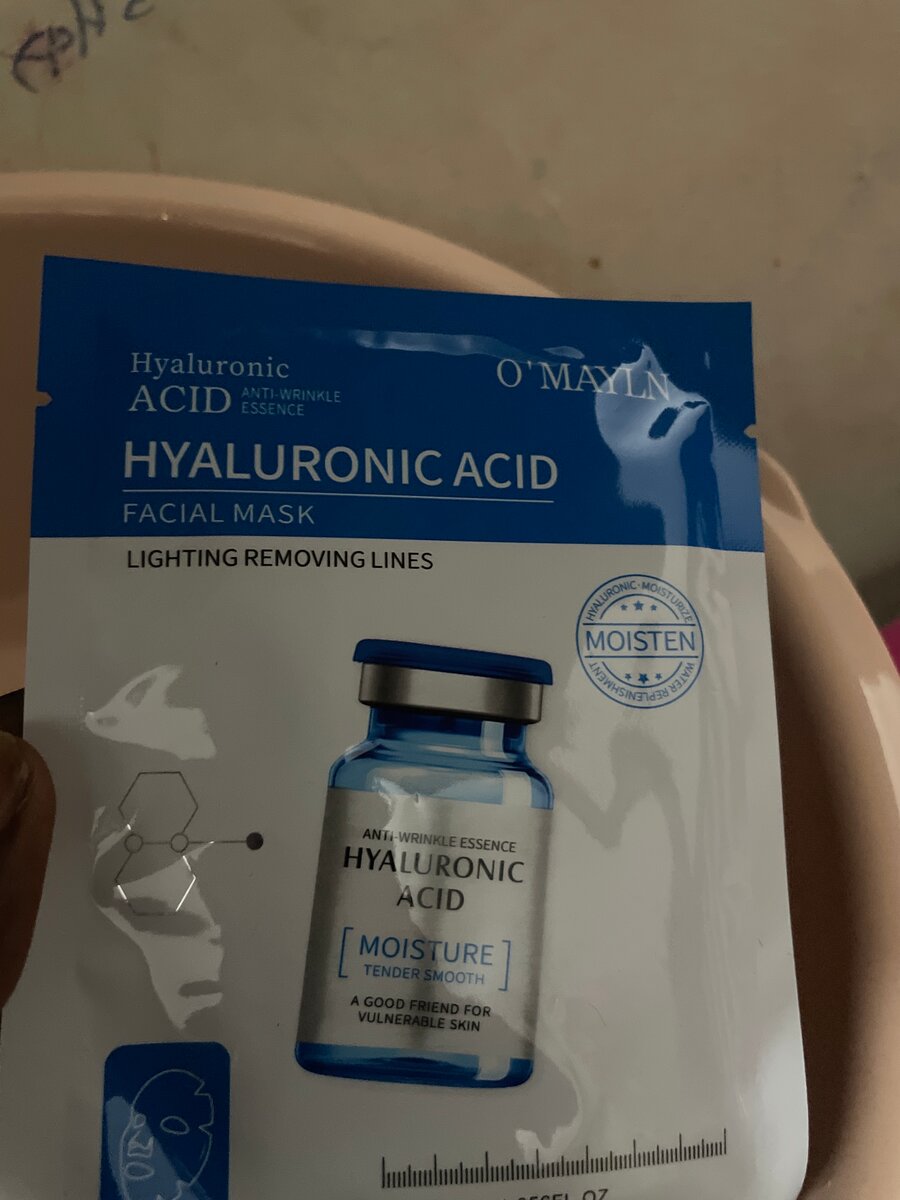 Hyaluronic
ACID ANTI-WRINKLE
ESSENCE
O'MAYLN
HYALURONIC ACID
FACIAL MASK
LIGHTING REMOVING LINES
HYALURONIC·MOISTURIZE
MOISTEN
WATER REPLENISHMENT
ANTI-WRINKLE ESSENCE
HYALURONIC
ACID
[MOISTURE
TENDER SMOOTH]
A GOOD FRIEND FOR
VULNERABLE SKIN
OZ